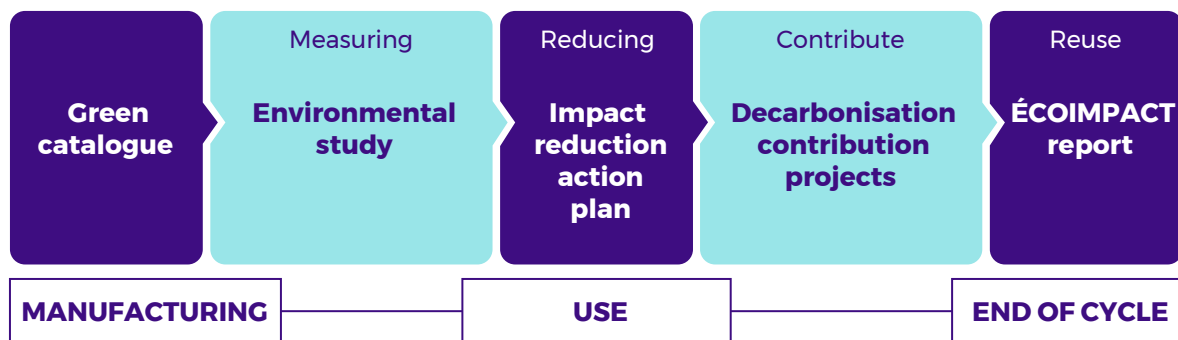 Green
catalogue
Measuring
Environmental
study
Reducing
Impact
reduction
action
plan
Contribute
Decarbonisation
contribution
projects
Reuse
ÉCOIMPACT
report
MANUFACTURING
USE
END OF CYCLE